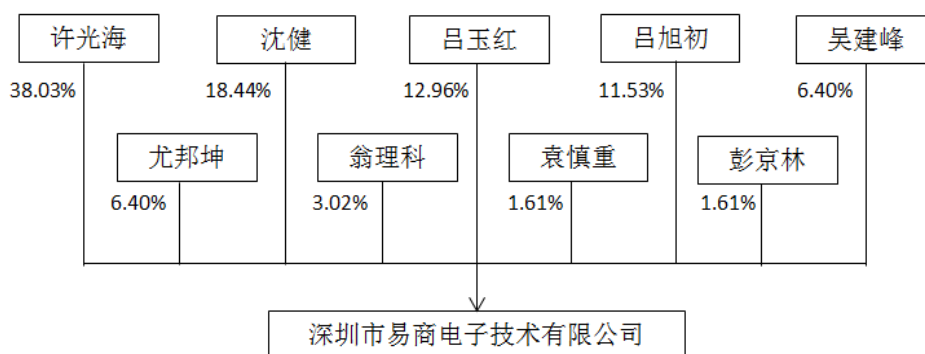 许光海 沈健 吕玉红 吕旭初 吴建峰
38.03% 18.44% 12.96% 11.53% 6.40%
尤邦坤 翁理科 袁慎重 彭京林
6.40% 3.02% 1.61% 1.61%
深圳市易商电子技术有限公司